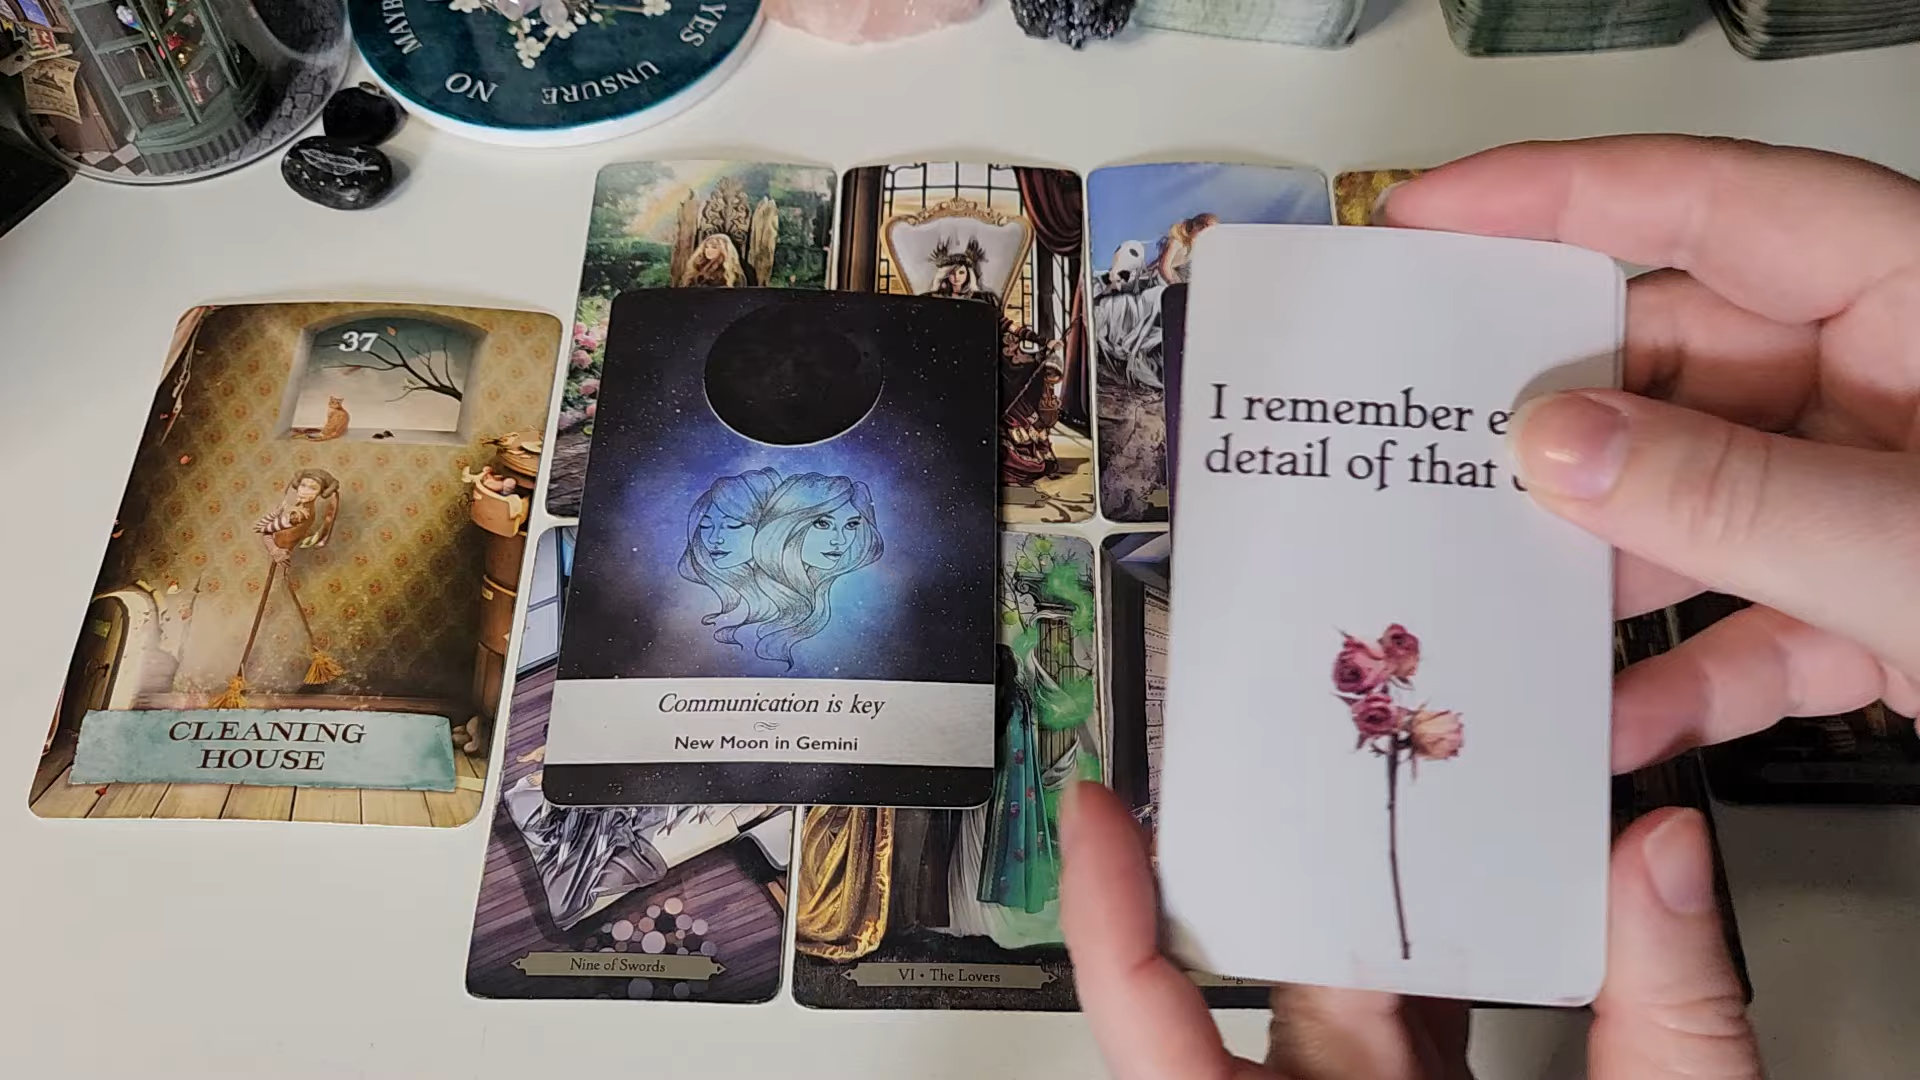 MAYB
YES
NO
UNSURE
37
I remember
detail of that
Communication is key
New Moon in Gemini
CLEANING
HOUSE
Nine of Swords
VI • The Lovers